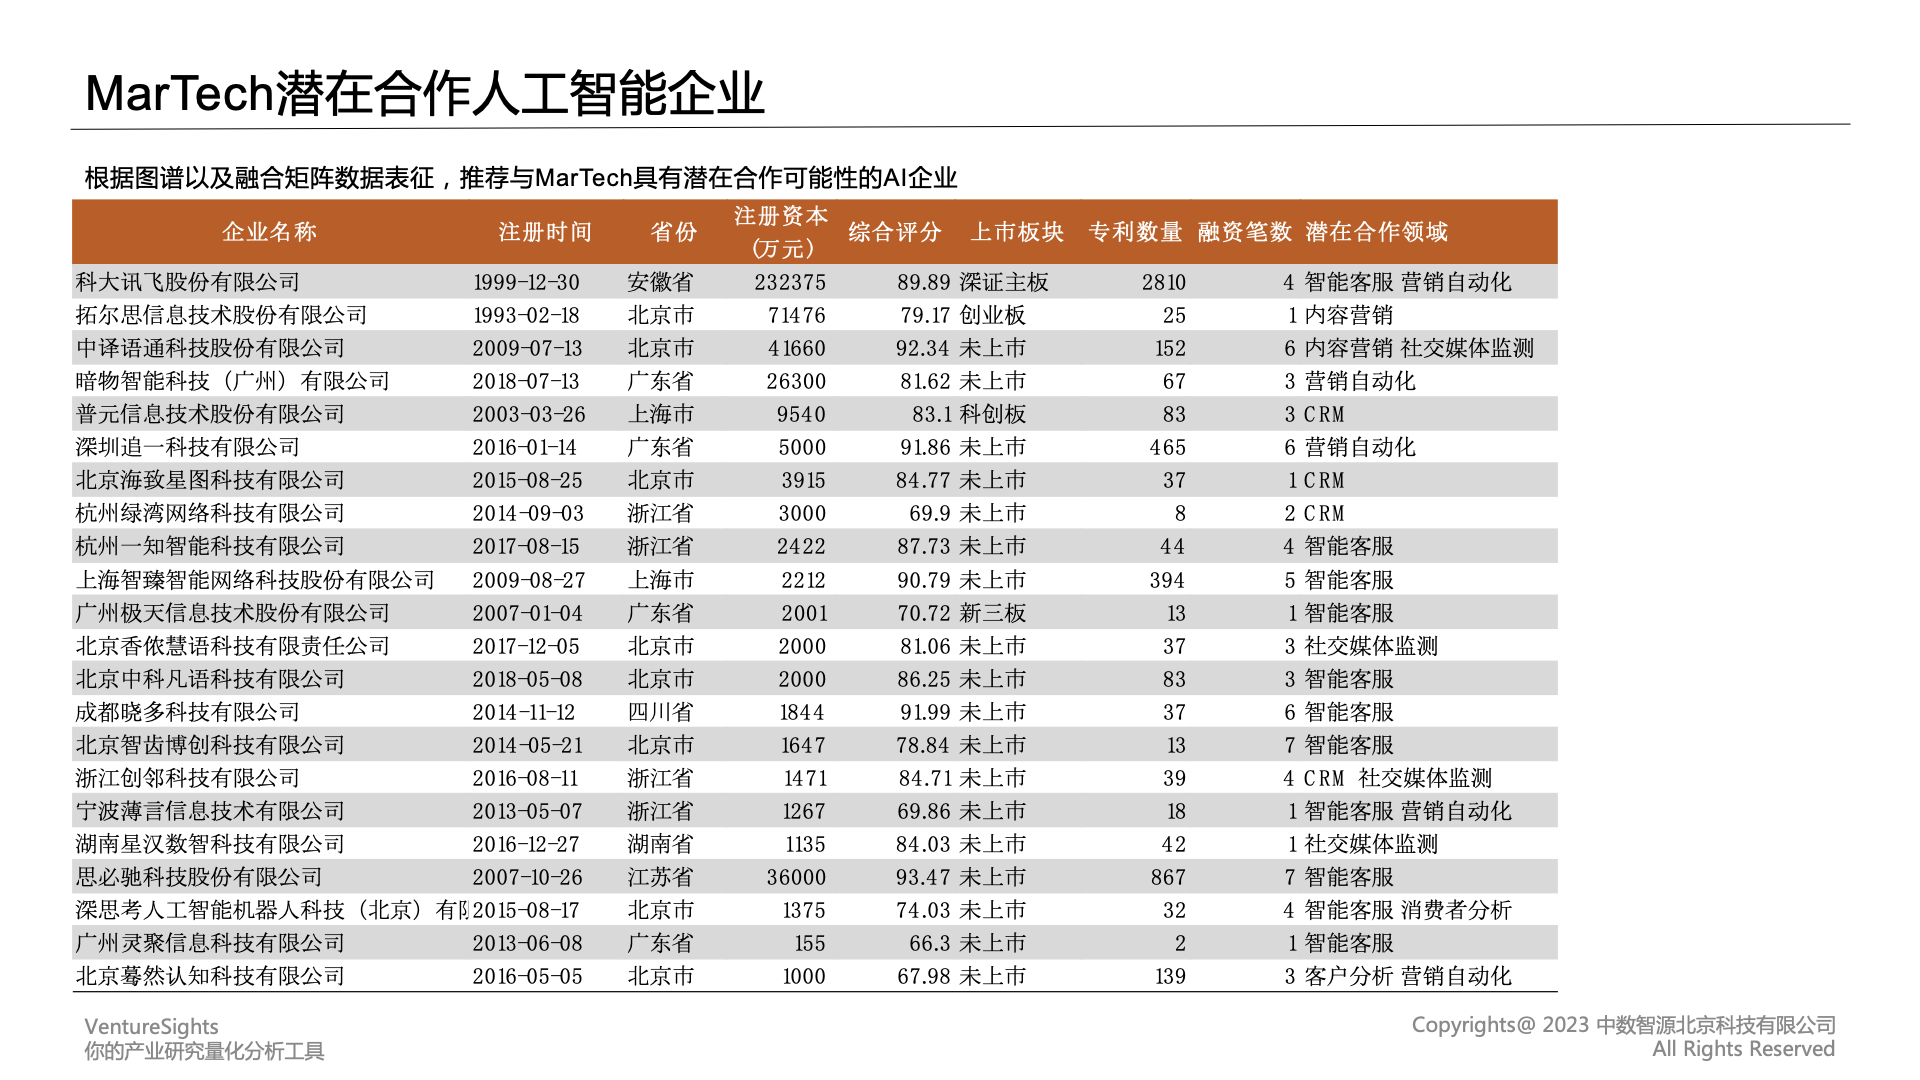 MarTech潜在合作人工智能企业
根据图谱以及融合矩阵数据表征，推荐与MarTech具有潜在合作可能性的AI企业
企业名称 注册时间 省份 注册资本(万元) 综合评分 上市板块 专利数量 融资笔数 潜在合作领域
科大讯飞股份有限公司 1999-12-30 安徽省 232375 89.89 深证主板 2810 4 智能客服 营销自动化
拓尔思信息技术股份有限公司 1993-02-18 北京市 71476 79.17 创业板 25 1 内容营销
中译语通科技股份有限公司 2009-07-13 北京市 41660 92.34 未上市 152 6 内容营销 社交媒体监测
暗物智能科技（广州）有限公司 2018-07-13 广东省 26300 81.62 未上市 67 3 营销自动化
普元信息技术股份有限公司 2003-03-26 上海市 9540 83.1 科创板 83 3 CRM
深圳追一科技有限公司 2016-01-14 广东省 5000 91.86 未上市 465 6 营销自动化
北京海致星图科技有限公司 2015-08-25 北京市 3915 84.77 未上市 37 1 CRM
杭州绿湾网络科技有限公司 2014-09-03 浙江省 3000 69.9 未上市 8 2 CRM
杭州一知智能科技有限公司 2017-08-15 浙江省 2422 87.73 未上市 44 4 智能客服
上海智臻智能网络科技股份有限公司 2009-08-27 上海市 2212 90.79 未上市 394 5 智能客服
广州极天信息技术股份有限公司 2007-01-04 广东省 2001 70.72 新三板 13 1 智能客服
北京香侬慧语科技有限责任公司 2017-12-05 北京市 2000 81.06 未上市 37 3 社交媒体监测
北京中科凡语科技有限公司 2018-05-08 北京市 2000 86.25 未上市 83 3 智能客服
成都晓多科技有限公司 2014-11-12 四川省 1844 91.99 未上市 37 6 智能客服
北京智齿博创科技有限公司 2014-05-21 北京市 1647 78.84 未上市 13 7 智能客服
浙江创邻科技有限公司 2016-08-11 浙江省 1471 84.71 未上市 39 4 CRM 社交媒体监测
宁波薄言信息技术有限公司 2013-05-07 浙江省 1267 69.86 未上市 18 1 智能客服 营销自动化
湖南星汉数智科技有限公司 2016-12-27 湖南省 1135 84.03 未上市 42 1 社交媒体监测
思必驰科技股份有限公司 2007-10-26 江苏省 36000 93.47 未上市 867 7 智能客服
深思考人工智能机器人科技（北京）有 2015-08-17 北京市 1375 74.03 未上市 32 4 智能客服 消费者分析
广州灵聚信息科技有限公司 2013-06-08 广东省 155 66.3 未上市 2 1 智能客服
北京蓦然认知科技有限公司 2016-05-05 北京市 1000 67.98 未上市 139 3 客户分析 营销自动化
VentureSights
你的产业研究量化分析工具
Copyrights@ 2023 中数智源北京科技有限公司
All Rights Reserved